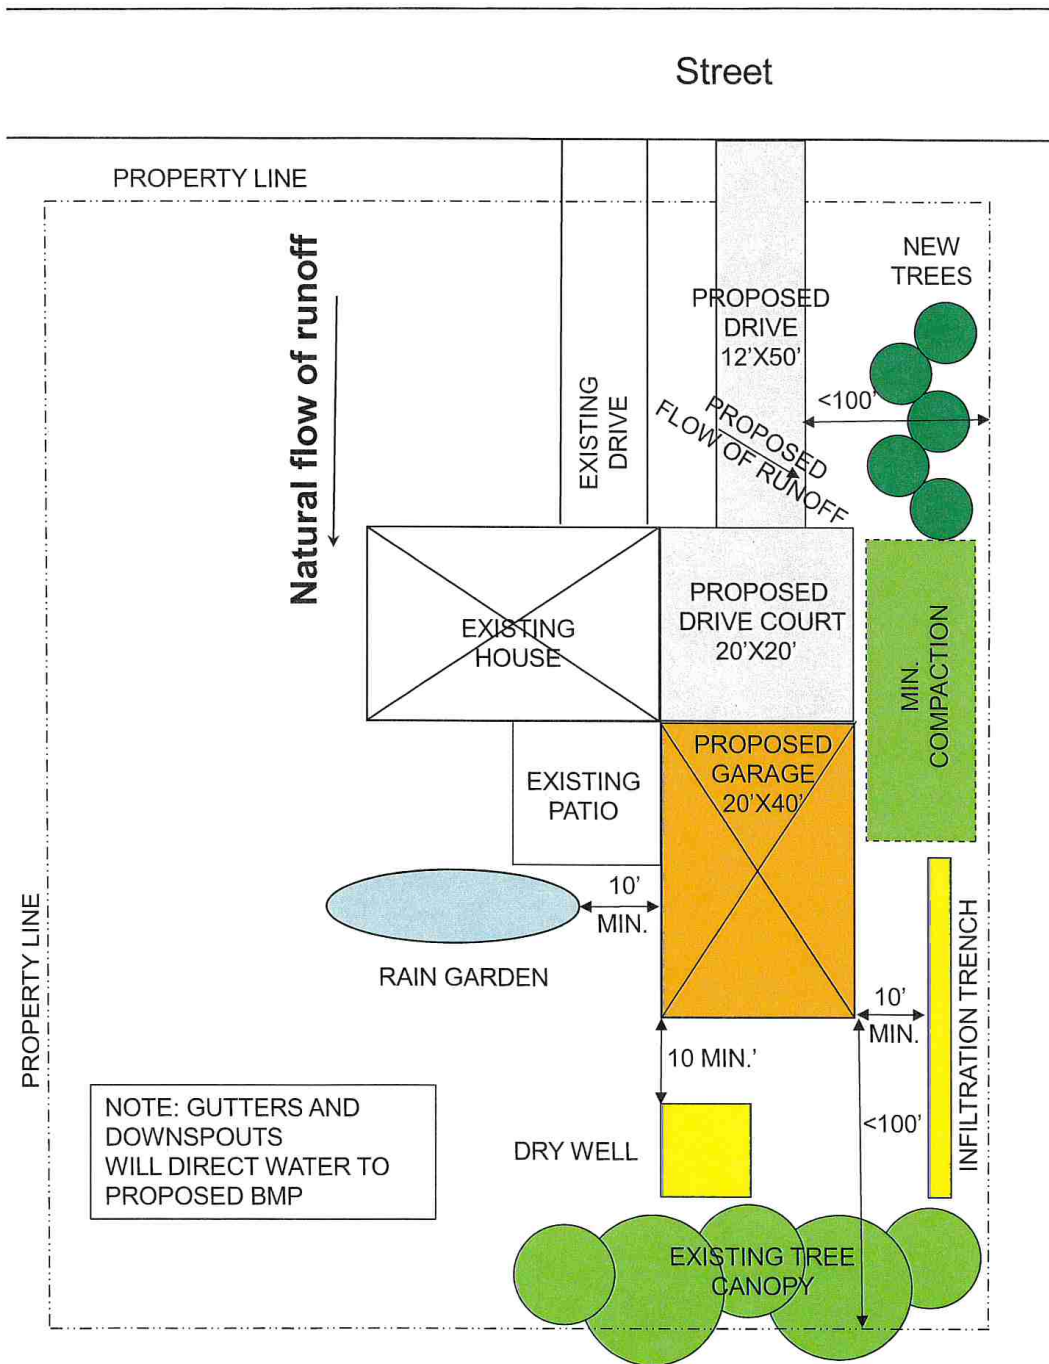 Street
PROPERTY LINE
Natural flow of runoff
NEW
TREES
PROPOSED
DRIVE
12'X50'
<100'
EXISTING
DRIVE
PROPOSED
FLOW OF RUNOFF
EXISTING
HOUSE
PROPOSED
DRIVE COURT
20'X20'
MIN.
COMPACTION
PROPOSED
GARAGE
20'X40'
EXISTING
PATIO
10'
MIN.
RAIN GARDEN
PROPERTY LINE
10'
MIN.
INFILTRATION TRENCH
10 MIN.'
<100'
NOTE: GUTTERS AND
DOWNSPOUTS
WILL DIRECT WATER TO
PROPOSED BMP
DRY WELL
EXISTING TREE
CANOPY